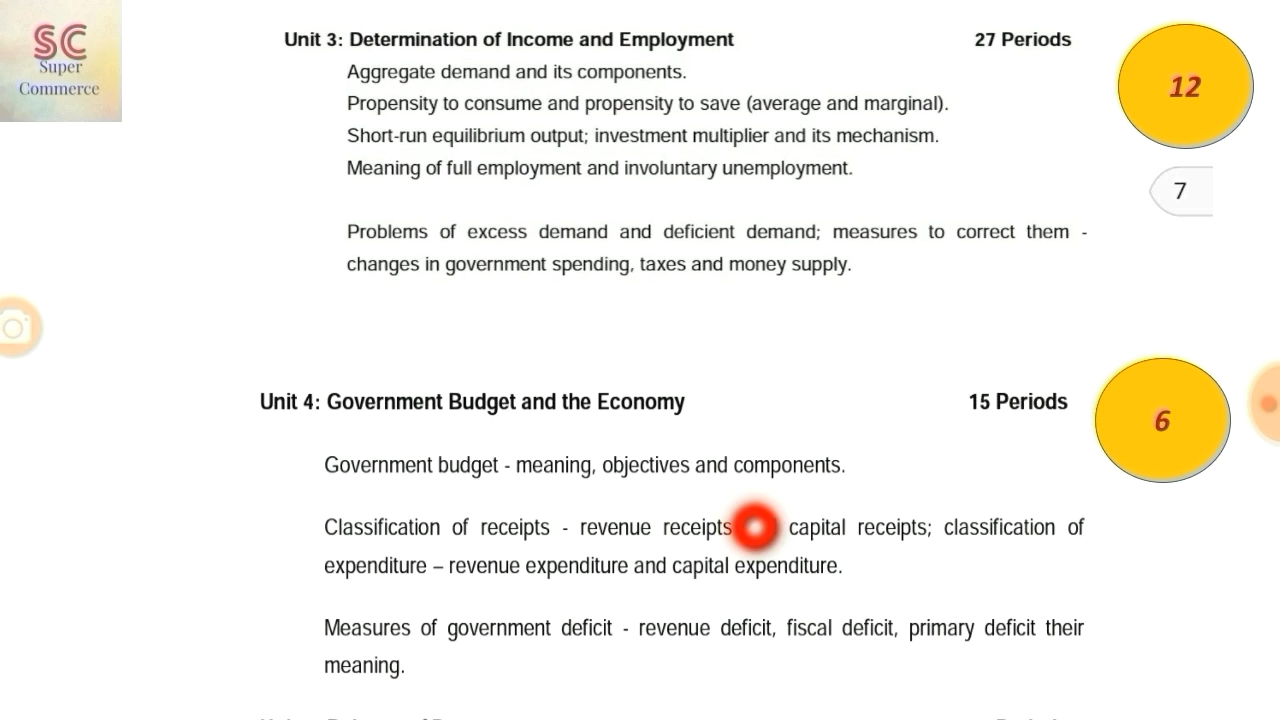 SC
Super
Commerce
Unit 3: Determination of Income and Employment 27 Periods
12
Aggregate demand and its components.
Propensity to consume and propensity to save (average and marginal).
Short-run equilibrium output; investment multiplier and its mechanism.
Meaning of full employment and involuntary unemployment.
7
Problems of excess demand and deficient demand; measures to correct them -
changes in government spending, taxes and money supply.
Unit 4: Government Budget and the Economy 15 Periods
6
Government budget - meaning, objectives and components.
Classification of receipts - revenue receipts capital receipts; classification of
expenditure – revenue expenditure and capital expenditure.
Measures of government deficit - revenue deficit, fiscal deficit, primary deficit their
meaning.